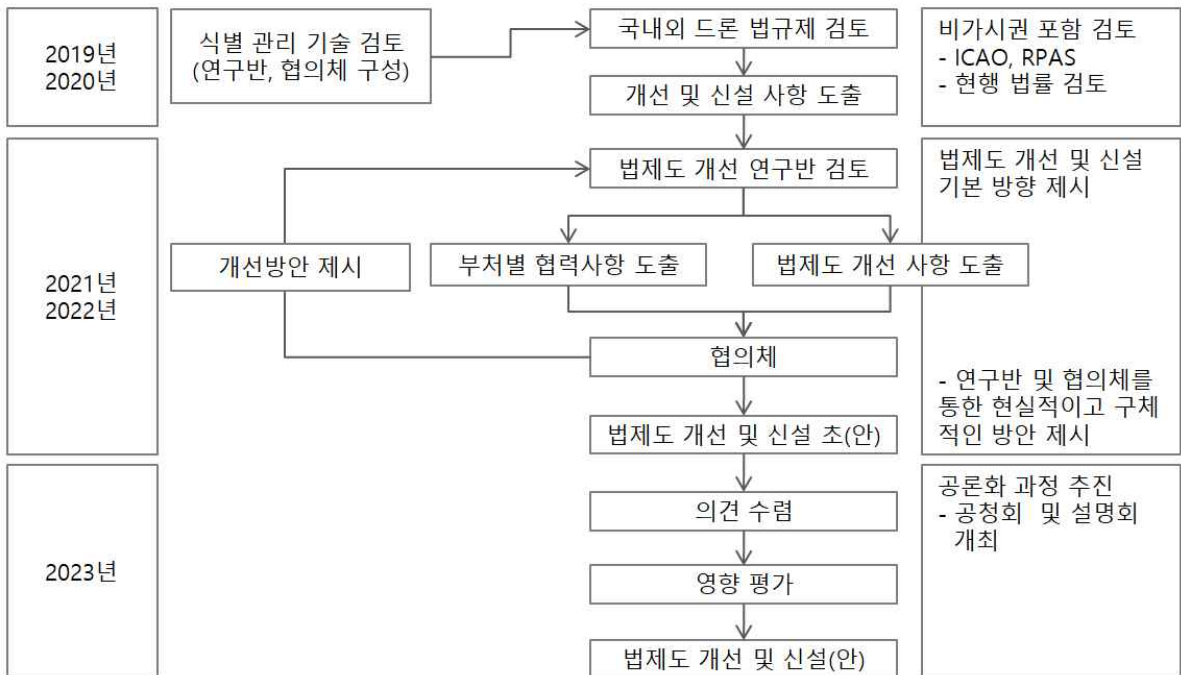 2019년
2020년
식별 관리 기술 검토
(연구반, 협의체 구성)
국내외 드론 법규제 검토
개선 및 신설 사항 도출
비가시권 포함 검토
- ICAO, RPAS
- 현행 법률 검토
2021년
2022년
법제도 개선 연구반 검토
개선방안 제시
부처별 협력사항 도출
법제도 개선 사항 도출
협의체
법제도 개선 및 신설 초(안)
법제도 개선 및 신설
기본 방향 제시
- 연구반 및 협의체를
통한 현실적이고 구체
적인 방안 제시
2023년
의견 수렴
영향 평가
법제도 개선 및 신설(안)
공론화 과정 추진
- 공청회 및 설명회
개최